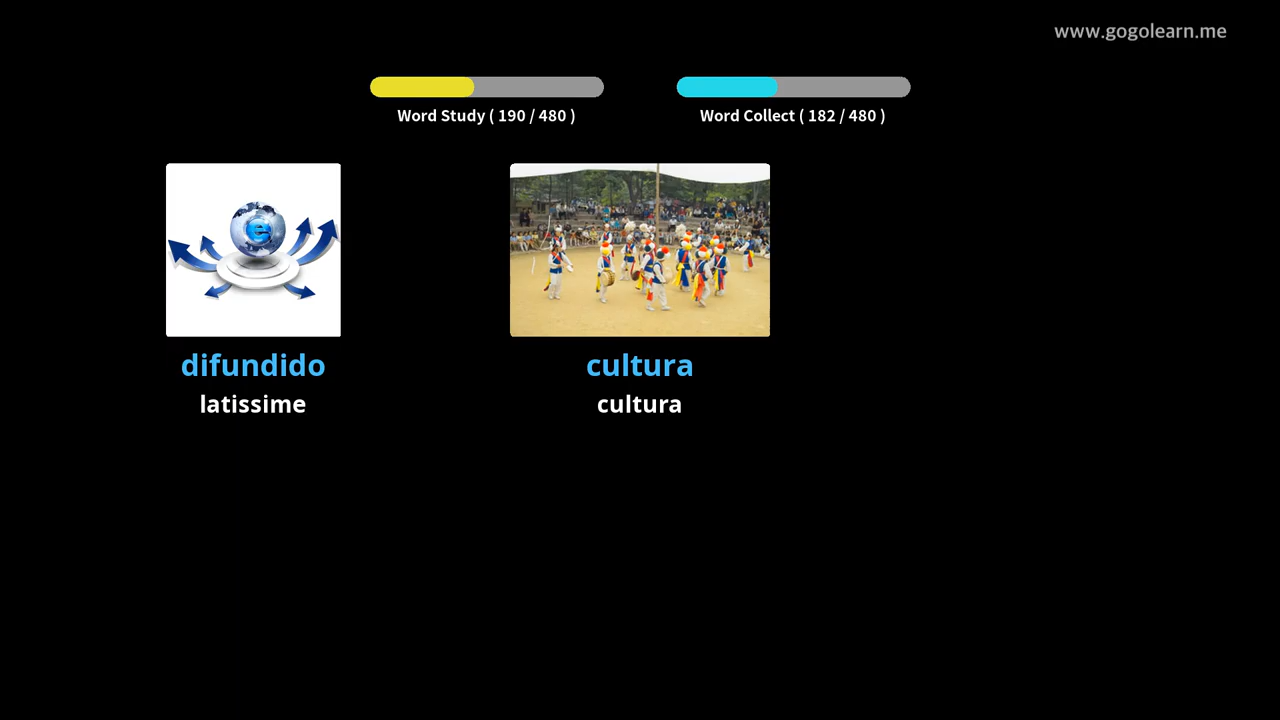 www.gogolearn.me
Word Study ( 190 / 480 )
Word Collect ( 182 / 480 )
e
difundido
cultura
latissime
cultura